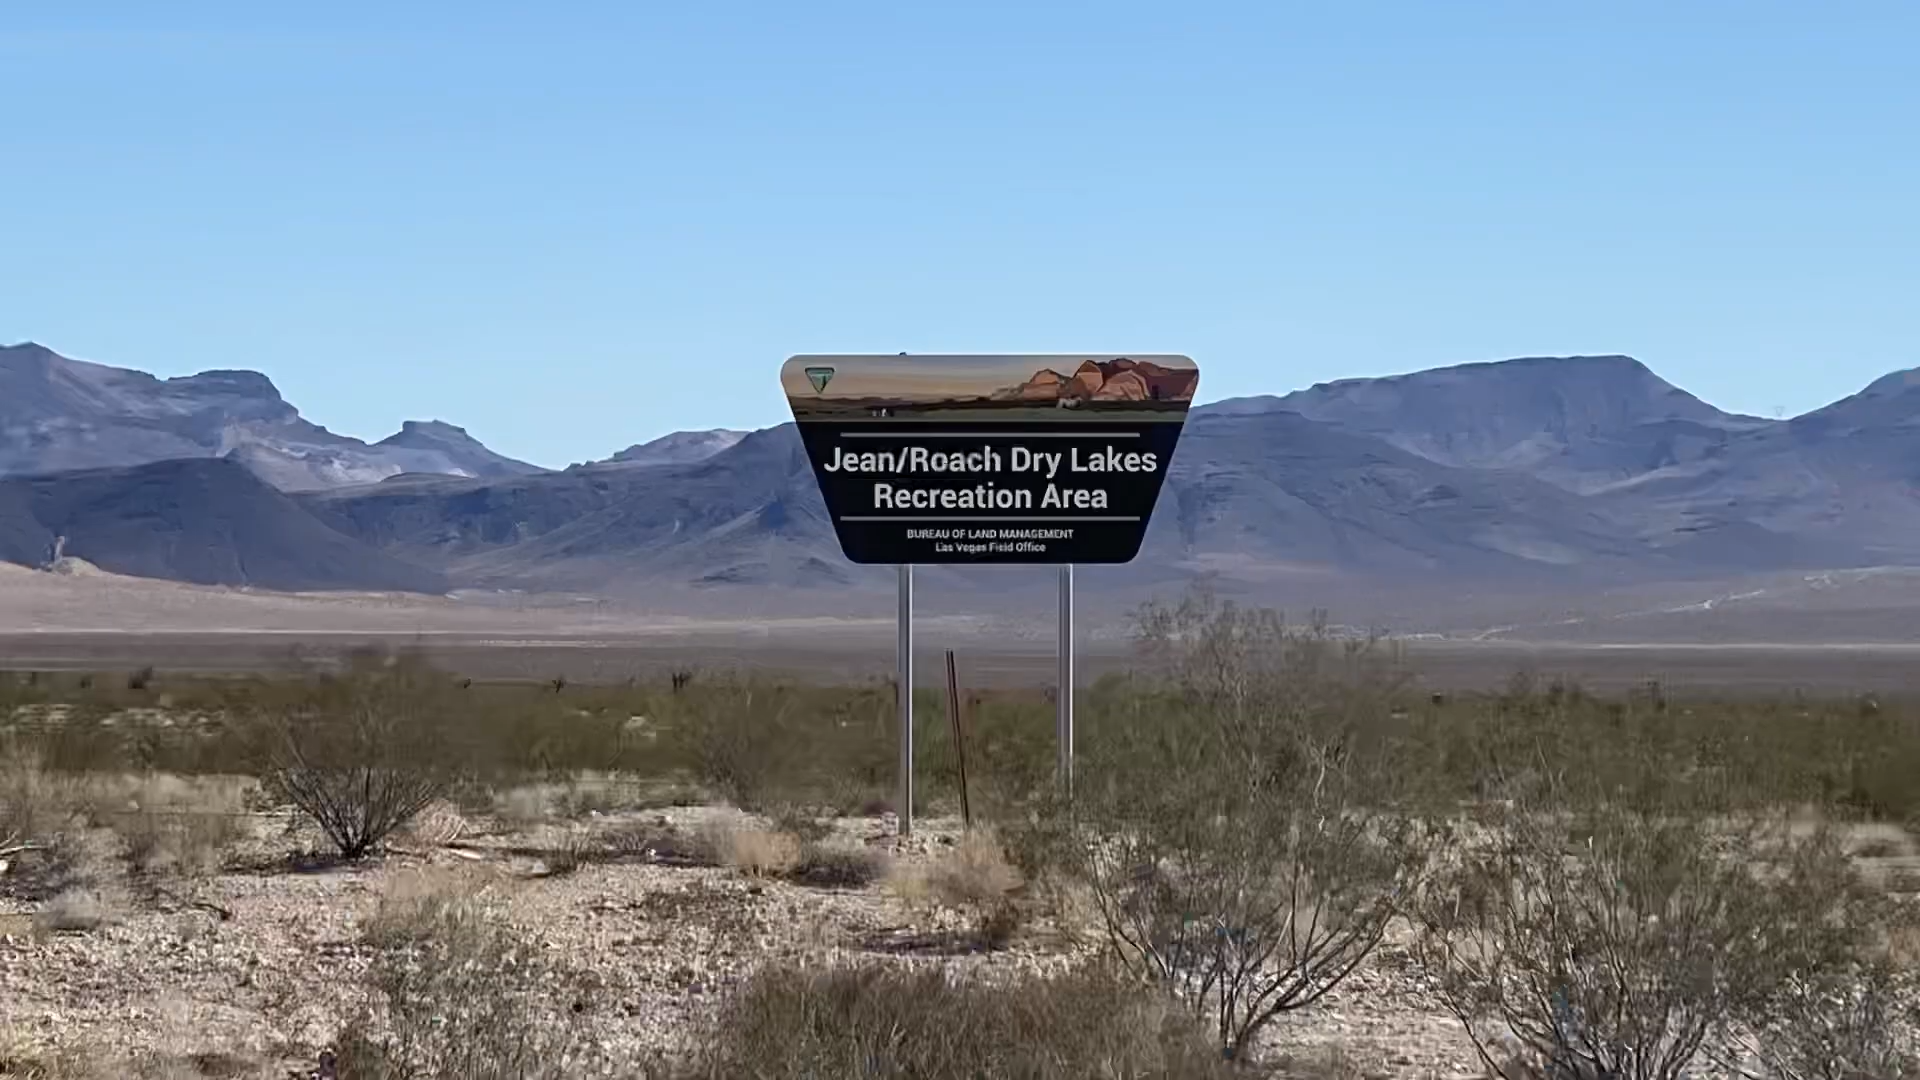 Jean/Roach Dry Lakes
Recreation Area
BUREAU OF LAND MANAGEMENT
Las Vegas Field Office